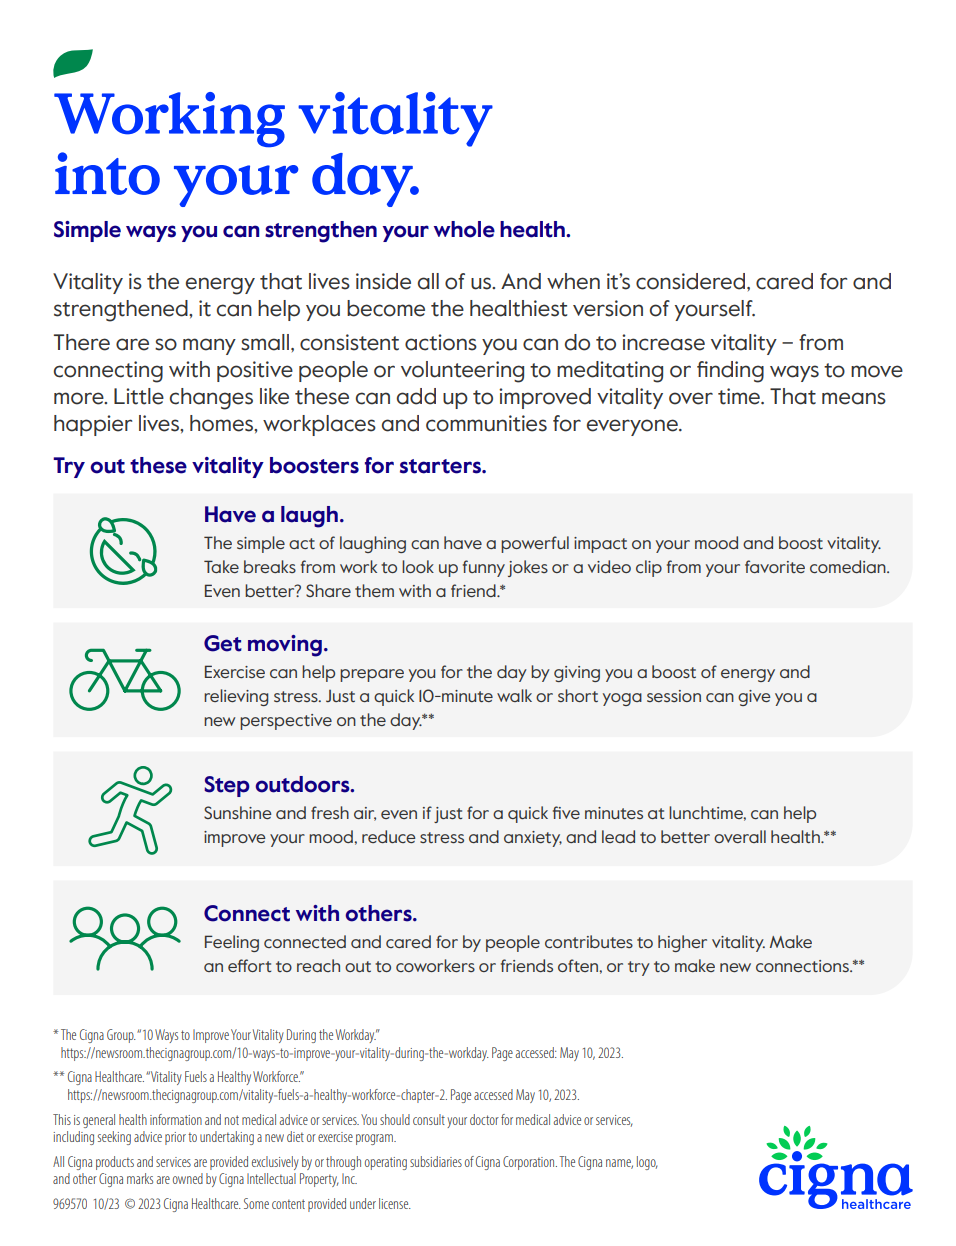 Working vitality
into your day.
Simple ways you can strengthen your whole health.
Vitality is the energy that lives inside all of us. And when it’s considered, cared for and
strengthened, it can help you become the healthiest version of yourself.
There are so many small, consistent actions you can do to increase vitality – from
connecting with positive people or volunteering to meditating or finding ways to move
more. Little changes like these can add up to improved vitality over time. That means
happier lives, homes, workplaces and communities for everyone.
Try out these vitality boosters for starters.
Have a laugh.
The simple act of laughing can have a powerful impact on your mood and boost vitality.
Take breaks from work to look up funny jokes or a video clip from your favorite comedian.
Even better? Share them with a friend.*
Get moving.
Exercise can help prepare you for the day by giving you a boost of energy and
relieving stress. Just a quick 10-minute walk or short yoga session can give you a
new perspective on the day.**
Step outdoors.
Sunshine and fresh air, even if just for a quick five minutes at lunchtime, can help
improve your mood, reduce stress and anxiety, and lead to better overall health.**
Connect with others.
Feeling connected and cared for by people contributes to higher vitality. Make
an effort to reach out to coworkers or friends often, or try to make new connections.**
* The Cigna Group. “10 Ways to Improve Your Vitality During the Workday.”
https://newsroom.thecignagroup.com/10-ways-to-improve-your-vitality-during-the-workday. Page accessed: May 10, 2023.
** Cigna Healthcare. “Vitality Fuels a Healthy Workforce.”
https://newsroom.thecignagroup.com/vitality-fuels-a-healthy-workforce-chapter-2. Page accessed May 10, 2023.
This is general health information and not medical advice or services. You should consult your doctor for medical advice or services,
including seeking advice prior to undertaking a new diet or exercise program.
All Cigna products and services are provided exclusively by or through operating subsidiaries of Cigna Corporation. The Cigna name, logo,
and other Cigna marks are owned by Cigna Intellectual Property, Inc.
969570 10/23 © 2023 Cigna Healthcare. Some content provided under license.
cigna
healthcare